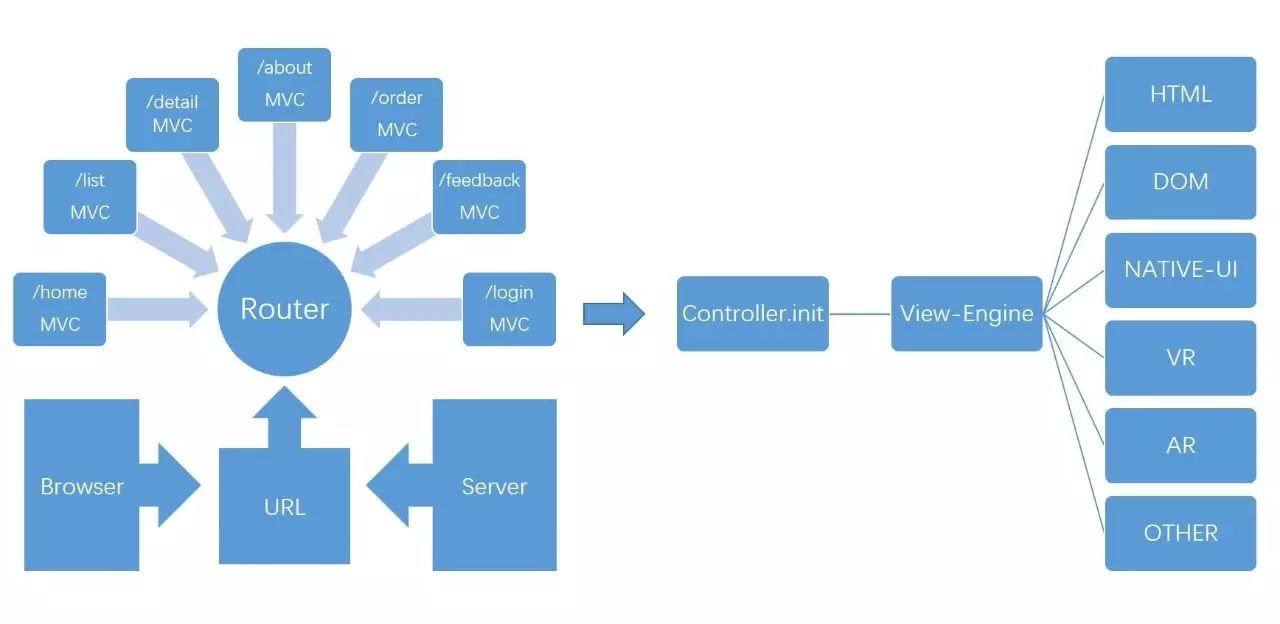 /about
MVC
/detail
MVC
/order
MVC
/list
MVC
/feedback
MVC
/home
MVC
Router
/login
MVC
Browser
URL
Server
Controller.init
View-Engine
HTML
DOM
NATIVE-UI
VR
AR
OTHER